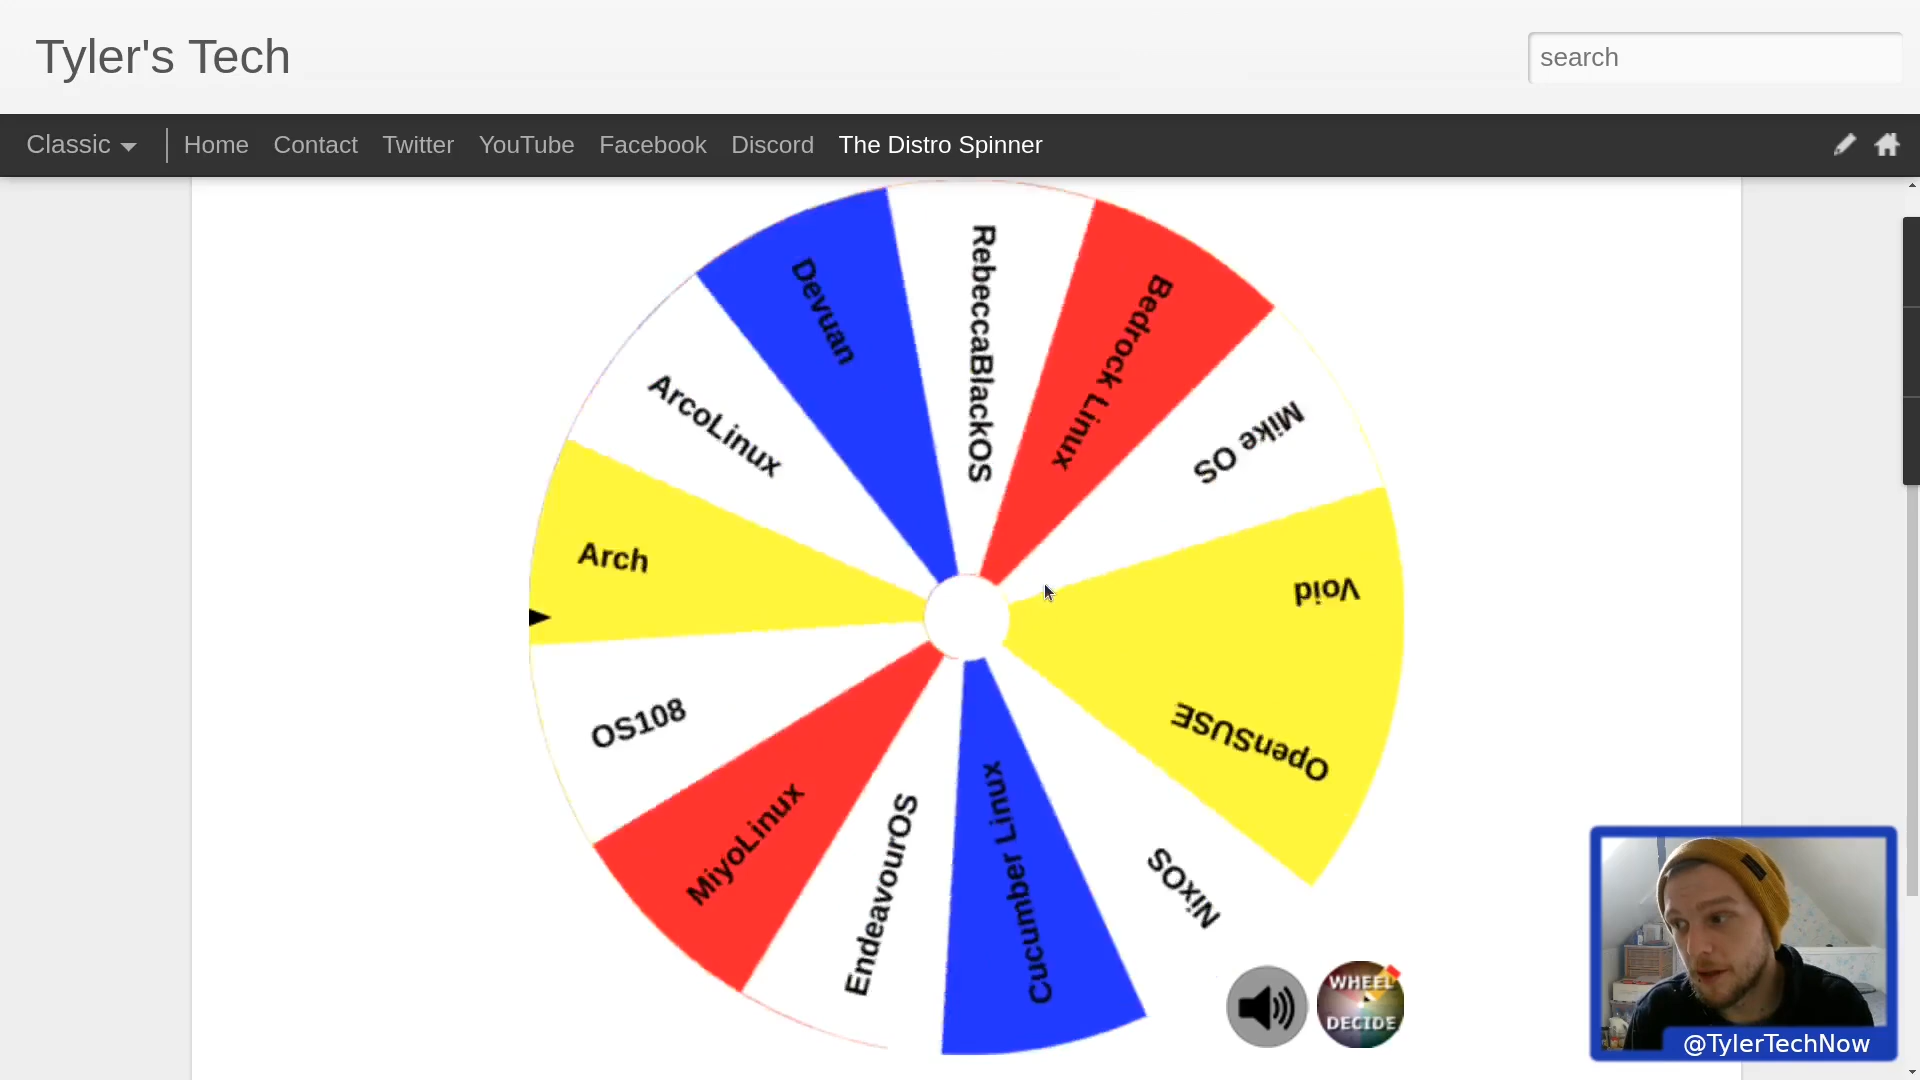 Tyler's Tech
search
Classic
Home
Contact
Twitter
YouTube
Facebook
Discord
The Distro Spinner
RebeccaBlackOS
Bedrock Linux
Mike OS
Void
OpenSUSE
NixOS
Cucumber Linux
EndeavourOS
MiyoLinux
OS108
Arch
ArcoLinux
Devuan
WHEEL
DECIDE
@TylerTechNow